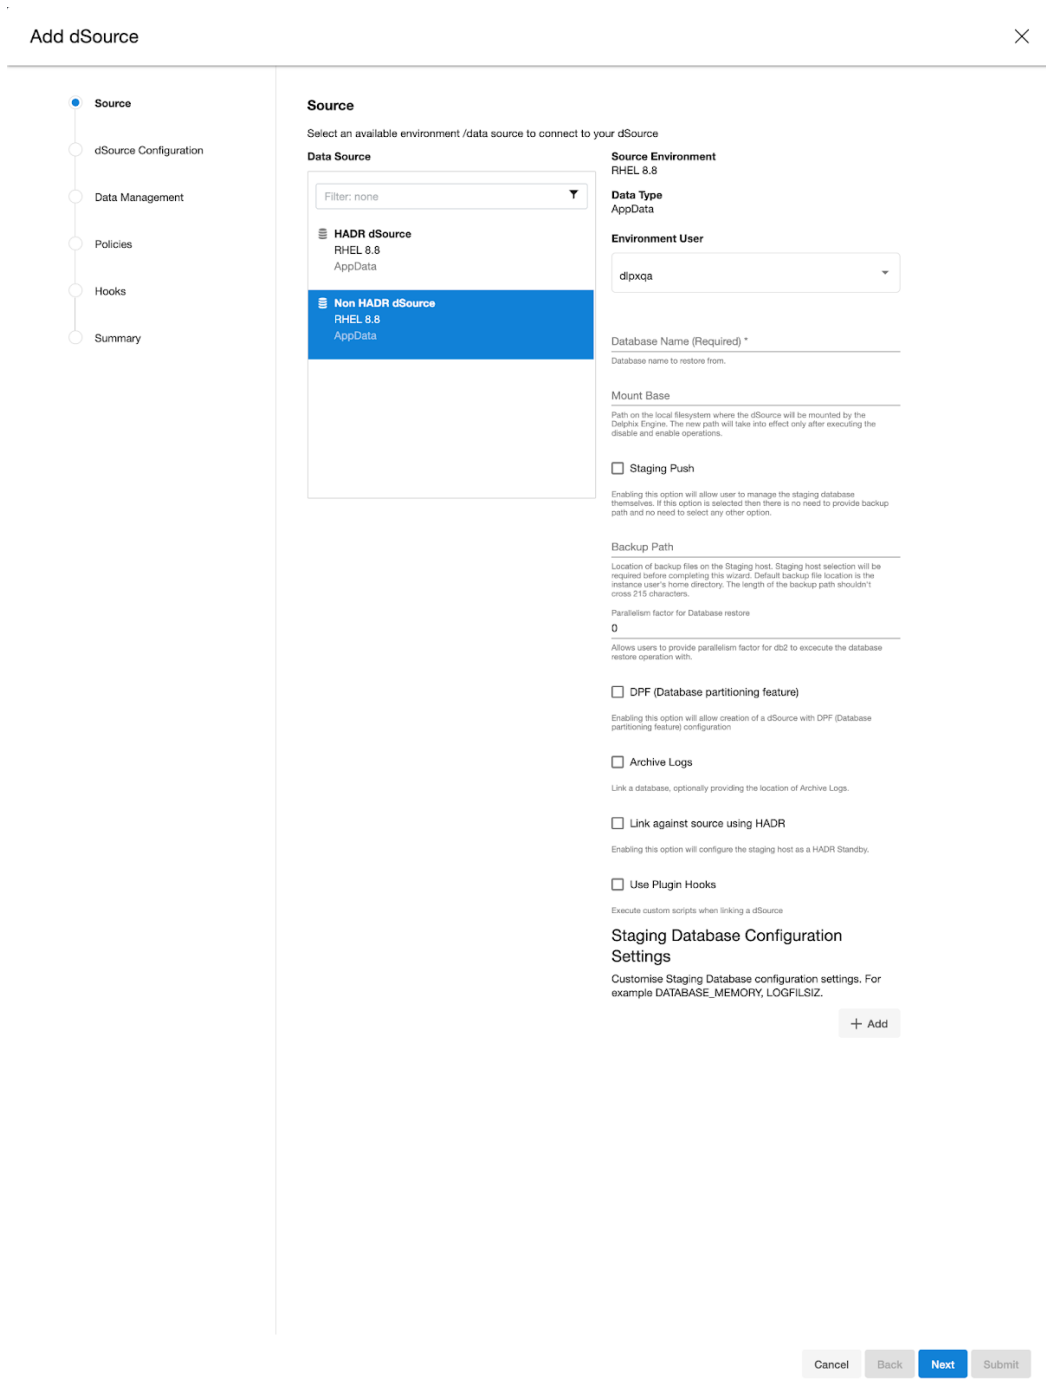 Add dSource
Source
dSource Configuration
Data Management
Policies
Hooks
Summary
Source
Select an available environment /data source to connect to your dSource
Data Source
Filter: none
HADR dSource
RHEL 8.8
AppData
Non HADR dSource
RHEL 8.8
AppData
Source Environment
RHEL 8.8
Data Type
AppData
Environment User
dlpxqa
Database Name (Required) *
Database name to restore from.
Mount Base
Path on the local filesystem where the dSource will be mounted by the
Delphix Engine. The new path will take into effect only after executing the
disable and enable operations.
Staging Push
Enabling this option will allow user to manage the staging database
themselves. If this option is selected then there is no need to provide backup
path and no need to select any other option.
Backup Path
Location of backup files on the Staging host. Staging host selection will be
required before completing this wizard. Default backup file location is the
instance user's home directory. The length of the backup path shouldn't
cross 215 characters.
Parallelism factor for Database restore
0
Allows users to provide parallelism factor for db2 to excecute the database
restore operation with.
DPF (Database partitioning feature)
Enabling this option will allow creation of a dSource with DPF (Database
partitioning feature) configuration
Archive Logs
Link a database, optionally providing the location of Archive Logs.
Link against source using HADR
Enabling this option will configure the staging host as a HADR Standby.
Use Plugin Hooks
Execute custom scripts when linking a dSource
Staging Database Configuration
Settings
Customise Staging Database configuration settings. For
example DATABASE_MEMORY, LOGFILSIZ.
+ Add
Cancel
Back
Next
Submit